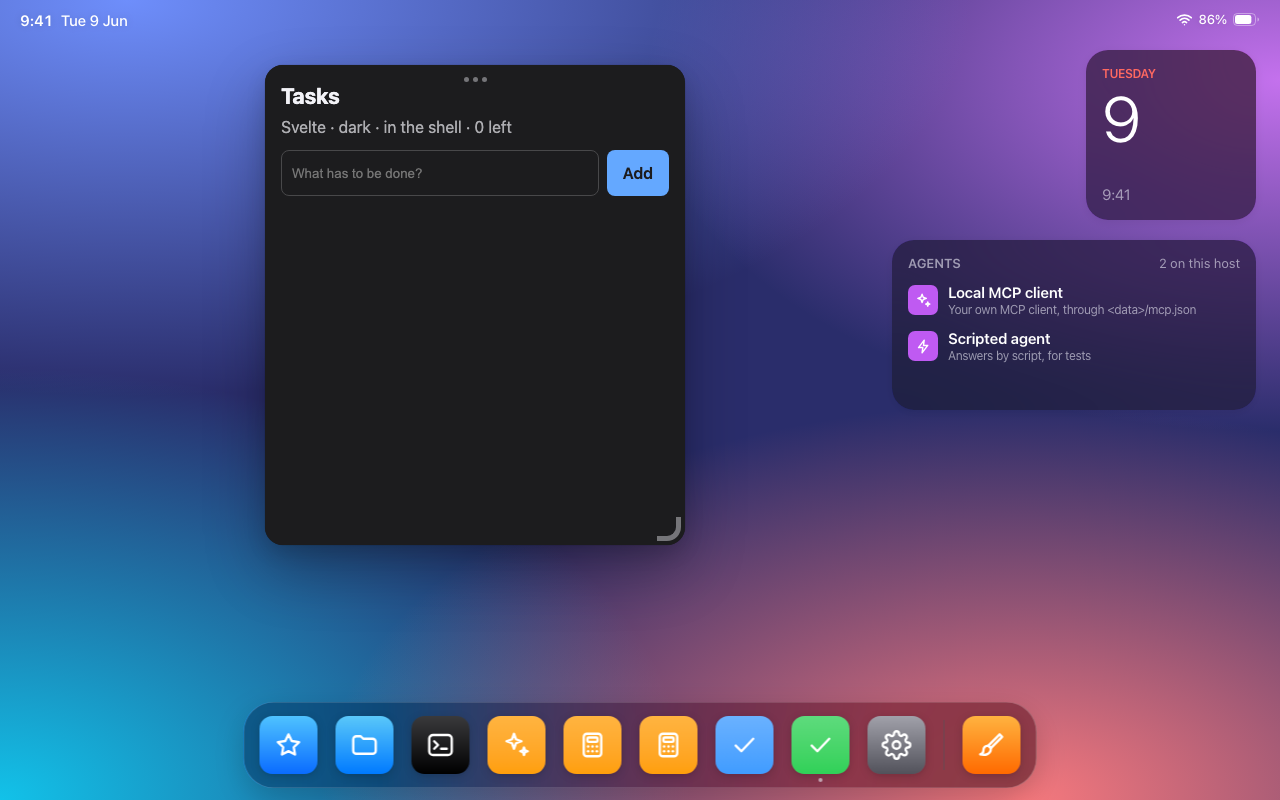 9:41 Tue 9 Jun
86%
Tasks
Svelte · dark · in the shell · 0 left
What has to be done?
Add
TUESDAY
9
9:41
AGENTS
2 on this host
Local MCP client
Your own MCP client, through <data>/mcp.json
Scripted agent
Answers by script, for tests